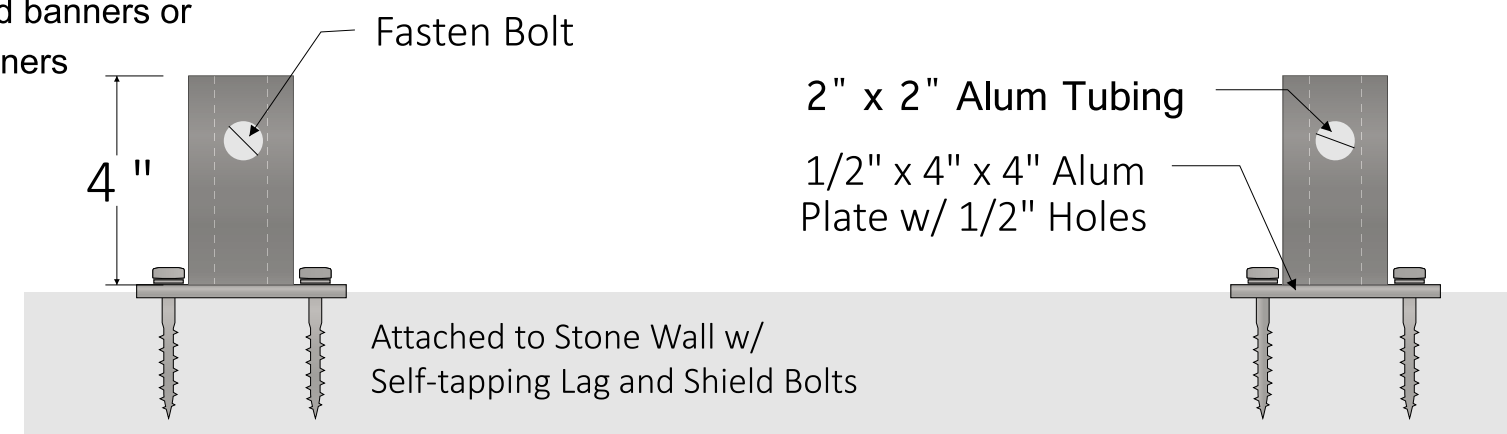 banners or
Fasten Bolt
4"
2" x 2" Alum Tubing
1/2" x 4" x 4" Alum
Plate w/ 1/2" Holes
Attached to Stone Wall w/
Self-tapping Lag and Shield Bolts